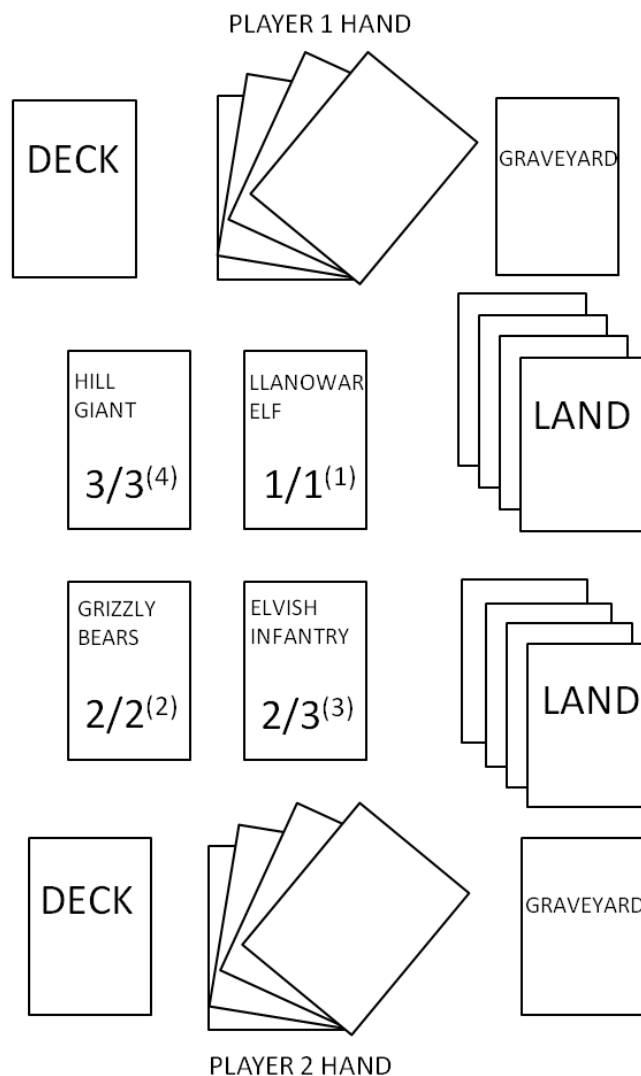 PLAYER 1 HAND
DECK
GRAVEYARD
HILL
GIANT
3/3(4)
LLANOWAR
ELF
1/1(1)
LAND
GRIZZLY
BEARS
2/2(2)
ELVISH
INFANTRY
2/3(3)
LAND
DECK
GRAVEYARD
PLAYER 2 HAND